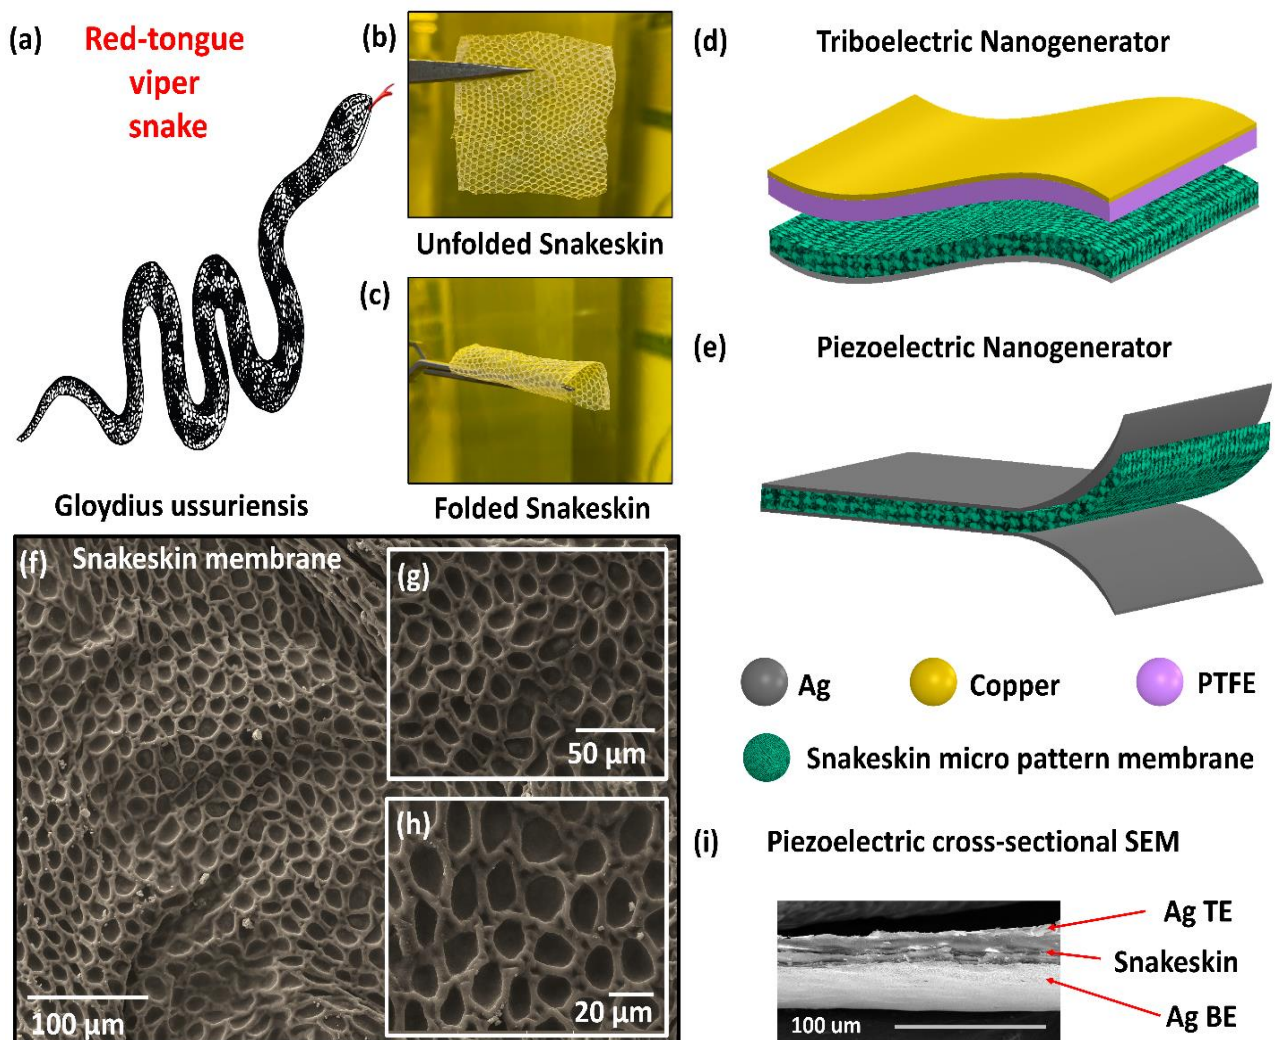 (a)
Red-tongue
viper
snake
Gloydius ussuriensis
(b)
Unfolded Snakeskin
(c)
Folded Snakeskin
(d)
Triboelectric Nanogenerator
(e)
Piezoelectric Nanogenerator
Ag
Copper
PTFE
Snakeskin micro pattern membrane
(f) Snakeskin membrane
100 µm
(g)
50 µm
(h)
20 µm
(i) Piezoelectric cross-sectional SEM
Ag TE
Snakeskin
Ag BE
100 um